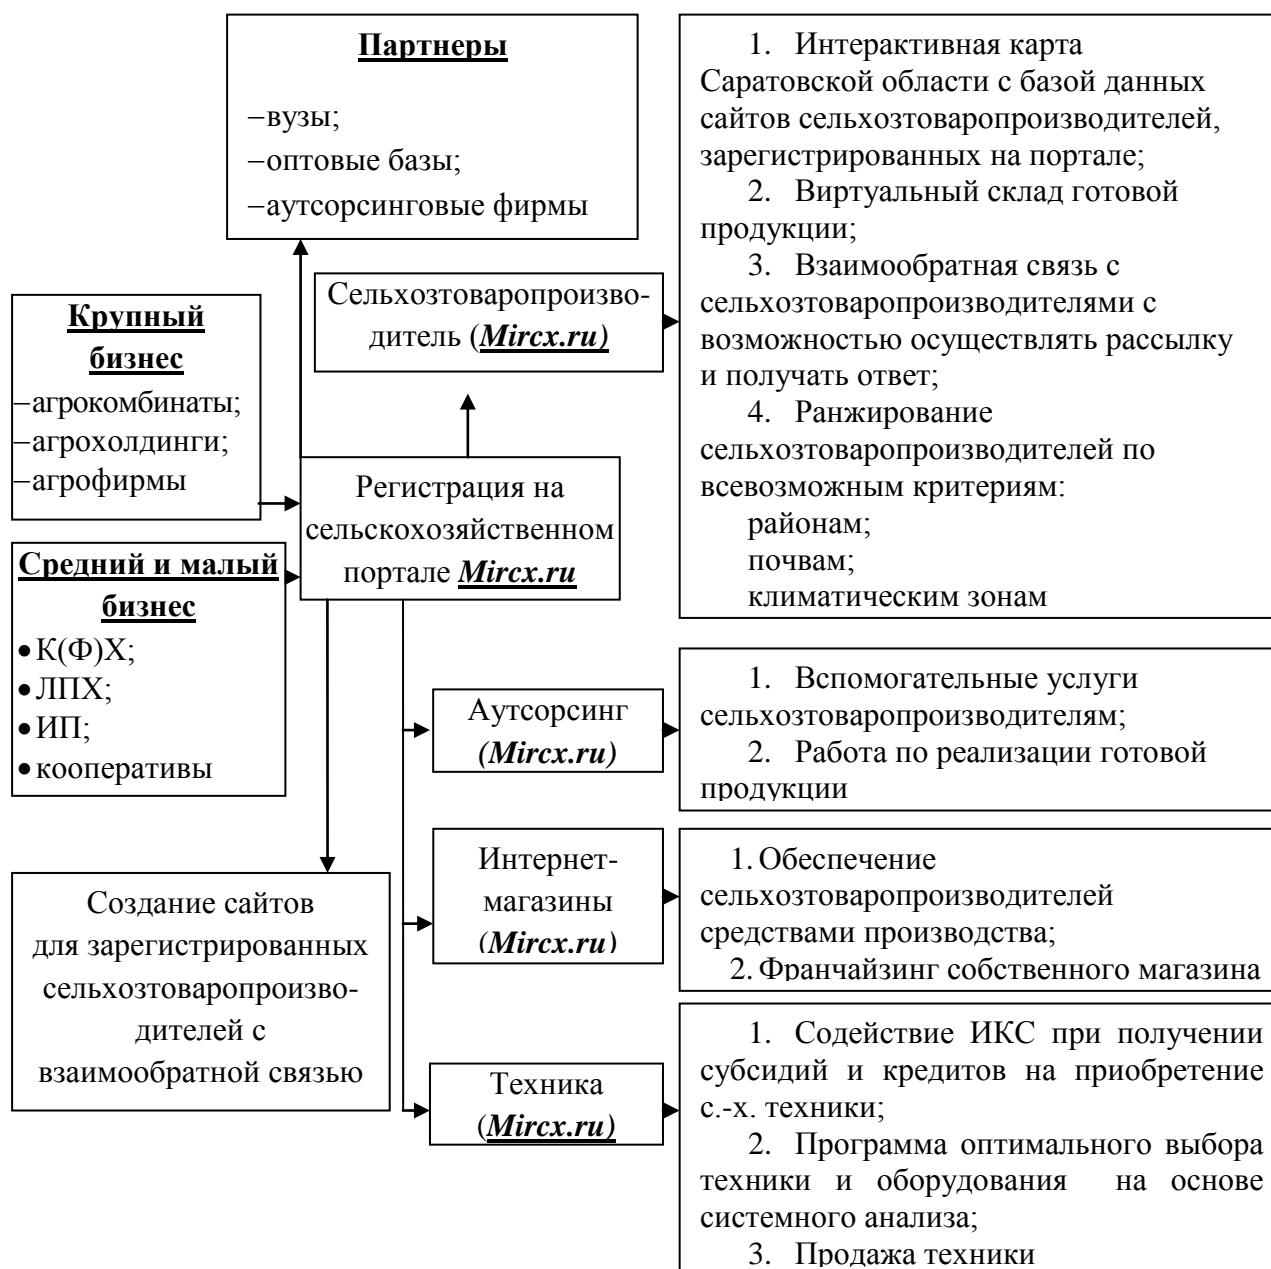 Партнеры
–вузы;
–оптовые базы;
–аутсорсинговые фирмы
1. Интерактивная карта
Саратовской области с базой данных
сайтов сельхозтоваропроизводителей,
зарегистрированных на портале;
2. Виртуальный склад готовой
продукции;
3. Взаимообратная связь с
сельхозтоваропроизводителями с
возможностью осуществлять рассылку
и получать ответ;
4. Ранжирование
сельхозтоваропроизводителей по
всевозможным критериям:
районам;
почвам;
климатическим зонам
Сельхозтоваропроизво-
дитель (Mircx.ru)
Крупный
бизнес
–агрокомбинаты;
–агрохолдинги;
–агрофирмы
Регистрация на
сельскохозяйственном
портале Mircx.ru
Средний и малый
бизнес
•К(Ф)Х;
•ЛПХ;
•ИП;
•кооперативы
Аутсорсинг
(Mircx.ru)
1. Вспомогательные услуги
сельхозтоваропроизводителям;
2. Работа по реализации готовой
продукции
Интернет-
магазины
(Mircx.ru)
1. Обеспечение
сельхозтоваропроизводителей
средствами производства;
2. Франчайзинг собственного магазина
Создание сайтов
для зарегистрированных
сельхозтоваропроизво-
дителей с
взаимообратной связью
Техника
(Mircx.ru)
1. Содействие ИКС при получении
субсидий и кредитов на приобретение
с.-х. техники;
2. Программа оптимального выбора
техники и оборудования на основе
системного анализа;
3. Продажа техники